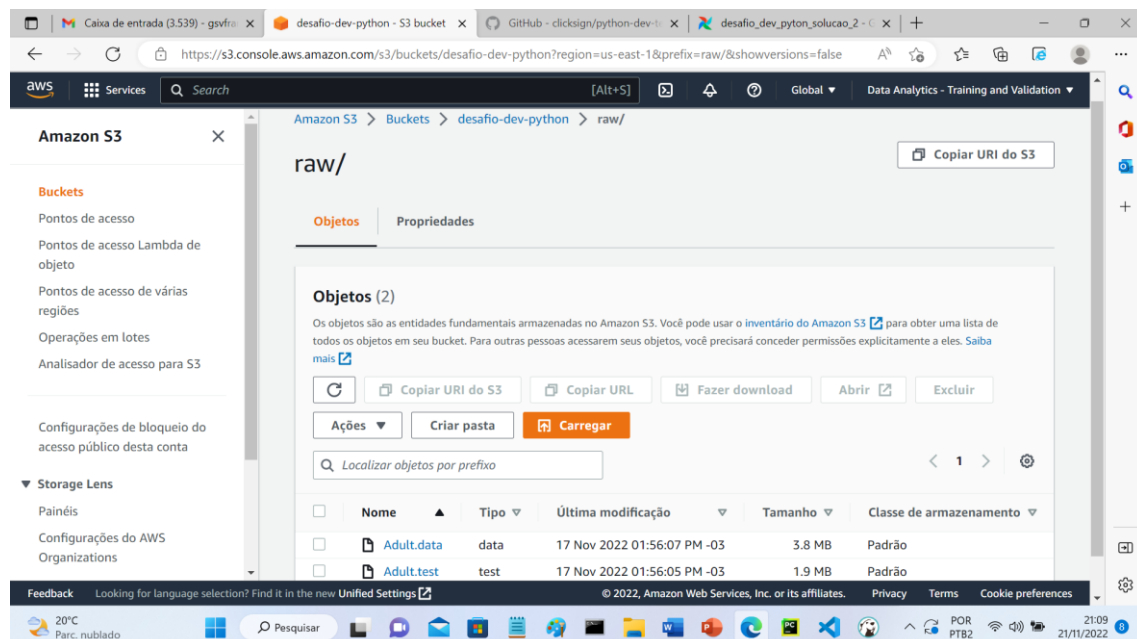 Caixa de entrada (3.539) - gsvfra
desafio-dev-python - S3 bucket
GitHub - clicksign/python-dev-t
desafio_dev_pyton_solucao_2 -
https://s3.console.aws.amazon.com/s3/buckets/desafio-dev-python?region=us-east-1&prefix=raw/&showversions=false
aws Services Search [Alt+S] Global Data Analytics - Training and Validation
Amazon S3 > Buckets > desafio-dev-python > raw/
Amazon S3
raw/
Copiar URI do S3
Buckets
Pontos de acesso
Pontos de acesso Lambda de
objeto
Pontos de acesso de várias
regiões
Operações em lotes
Analisador de acesso para S3
Configurações de bloqueio do
acesso público desta conta
Storage Lens
Painéis
Configurações do AWS
Organizations
Objetos Propriedades
Objetos (2)
Os objetos são as entidades fundamentais armazenadas no Amazon S3. Você pode usar o inventário do Amazon S3 para obter uma lista de
todos os objetos em seu bucket. Para outras pessoas acessarem seus objetos, você precisará conceder permissões explicitamente a eles. Saiba
mais
Copiar URI do S3 Copiar URL Fazer download Abrir Excluir
Ações Criar pasta Carregar
Localizar objetos por prefixo
1
Nome Tipo Última modificação Tamanho Classe de armazenamento
Adult.data data 17 Nov 2022 01:56:07 PM -03 3.8 MB Padrão
Adult.test test 17 Nov 2022 01:56:05 PM -03 1.9 MB Padrão
Feedback Looking for language selection? Find it in the new Unified Settings © 2022, Amazon Web Services, Inc. or its affiliates. Privacy Terms Cookie preferences
20°C
Parc. nublado
Pesquisar
POR
PTB2
21:09
21/11/2022
8